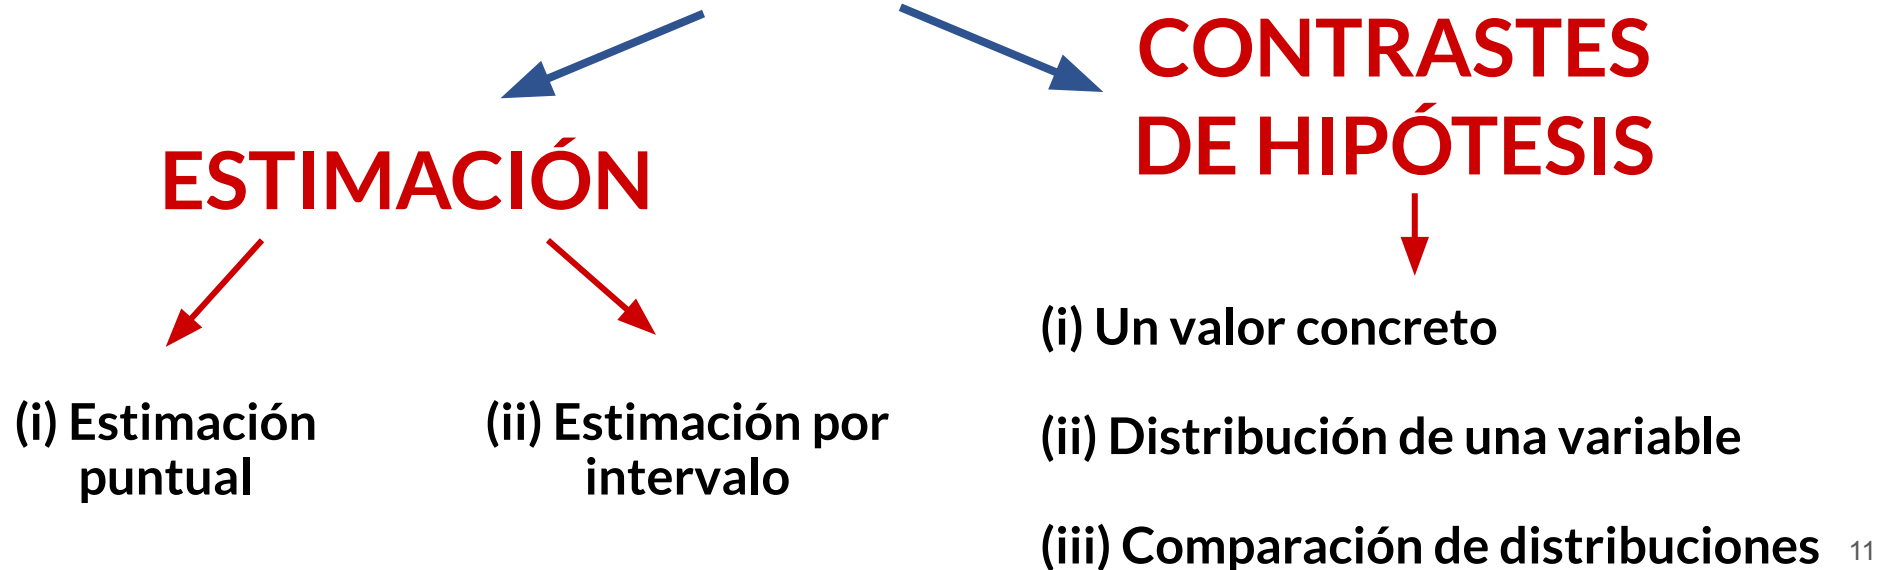 ESTIMACIÓN
(i) Estimación
puntual
(ii) Estimación por
intervalo
CONTRASTES
DE HIPÓTESIS
(i) Un valor concreto
(ii) Distribución de una variable
(iii) Comparación de distribuciones
11